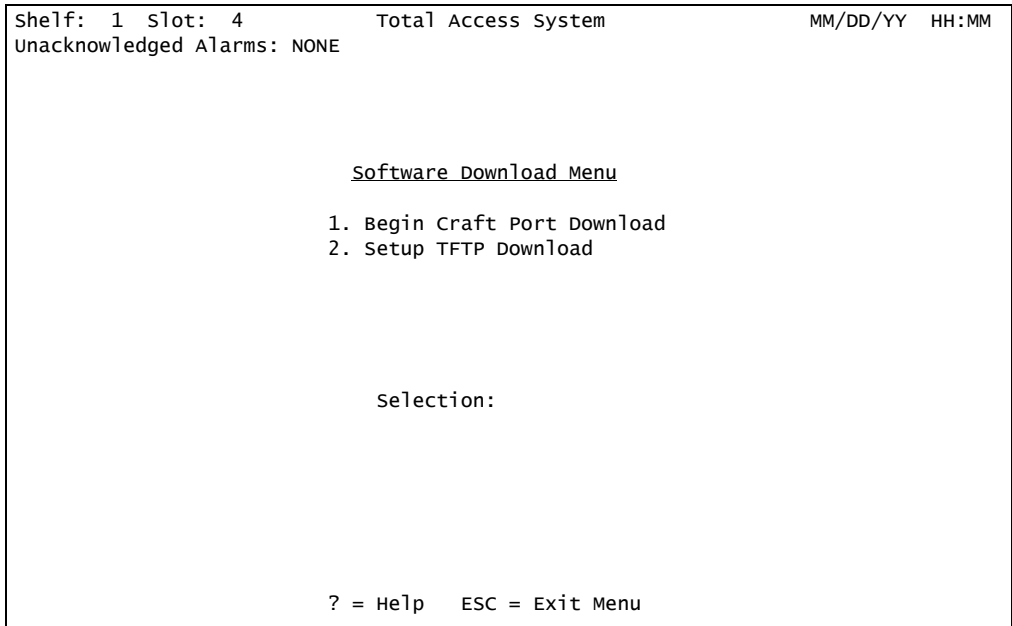 Shelf: 1 Slot: 4 Total Access System MM/DD/YY HH:MM
Unacknowledged Alarms: NONE
Software Download Menu
1. Begin Craft Port Download
2. Setup TFTP Download
Selection:
? = Help ESC = Exit Menu